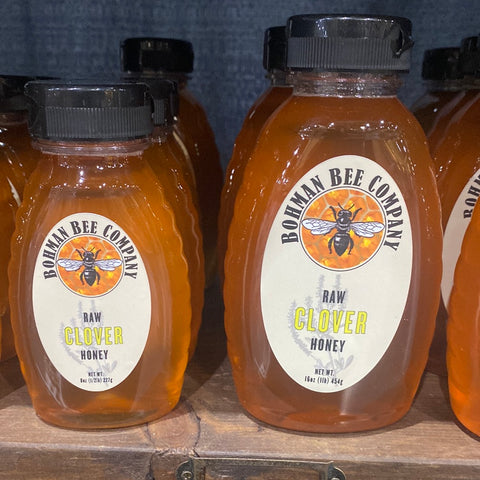 BOHMAN BEE COMPANY
RAW
CLOVER
HONEY
NET WT.
8oz (1/2lb) 227g
BOHMAN BEE COMPANY
RAW
CLOVER
HONEY
NET WT.
16oz (1lb) 454g